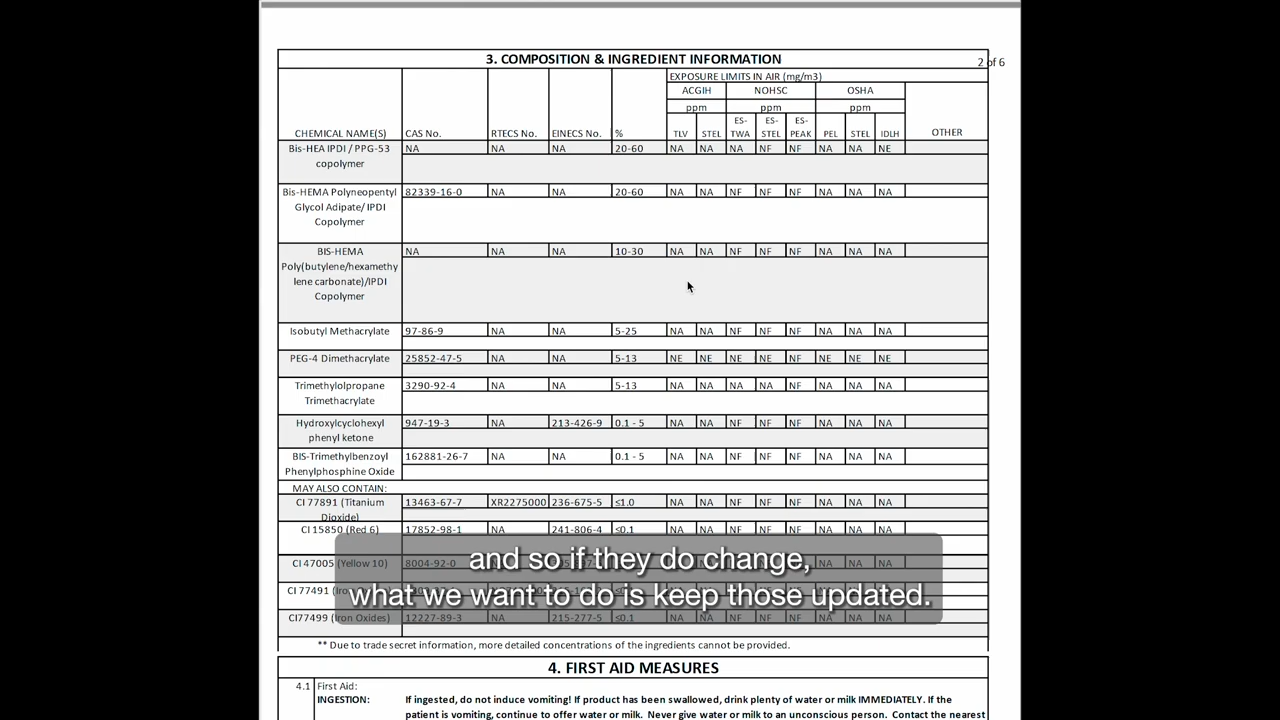 3. COMPOSITION & INGREDIENT INFORMATION
2 of 6
EXPOSURE LIMITS IN AIR (mg/m3)
ACGIH NOHSC OSHA
ppm ppm ppm
ES- ES- ES-
CHEMICAL NAME(S) CAS No. RTECS No. EINECS No. % TLV STEL TWA STEL PEAK PEL STEL IDLH OTHER
Bis-HEA IPDI / PPG-53 NA NA NA 20-60 NA NA NA NF NF NA NA NE
copolymer
Bis-HEMA Polyneopentyl 82339-16-0 NA NA 20-60 NA NA NF NF NF NA NA NA
Glycol Adipate/ IPDI
Copolymer
BIS-HEMA NA NA NA 10-30 NA NA NF NF NF NA NA NA
Poly(butylene/hexamethy
lene carbonate)/IPDI
Copolymer
Isobutyl Methacrylate 97-86-9 NA NA 5-25 NA NA NF NF NF NA NA NA
PEG-4 Dimethacrylate 25852-47-5 NA NA 5-13 NE NE NE NE NF NE NE NE
Trimethylolpropane 3290-92-4 NA NA 5-13 NA NA NA NA NF NA NA NA
Trimethacrylate
Hydroxylcyclohexyl 947-19-3 NA 213-426-9 0.1 - 5 NA NA NF NF NF NA NA NA
phenyl ketone
BIS-Trimethylbenzoyl 162881-26-7 NA NA 0.1 - 5 NA NA NF NF NF NA NA NA
Phenylphosphine Oxide
MAY ALSO CONTAIN:
CI 77891 (Titanium 13463-67-7 XR2275000 236-675-5 ≤1.0 NA NA NF NF NF NA NA NA
Dioxide)
CI 15850 (Red 6) 17852-98-1 NA 241-806-4 ≤0.1 NA NA NF NF NF NA NA NA
CI 47005 (Yellow 10) 8004-92-0
CI 77491
CI77499 (Iron Oxides) 12227-89-3 NA 215-277-5 ≤0.1 NA NA NF NF NF NA NA NA
and so if they do change,
what we want to do is keep those updated.
** Due to trade secret information, more detailed concentrations of the ingredients cannot be provided.
4. FIRST AID MEASURES
4.1 First Aid:
INGESTION: If ingested, do not induce vomiting! If product has been swallowed, drink plenty of water or milk IMMEDIATELY. If the
patient is vomiting, continue to offer water or milk. Never give water or milk to an unconscious person. Contact the nearest